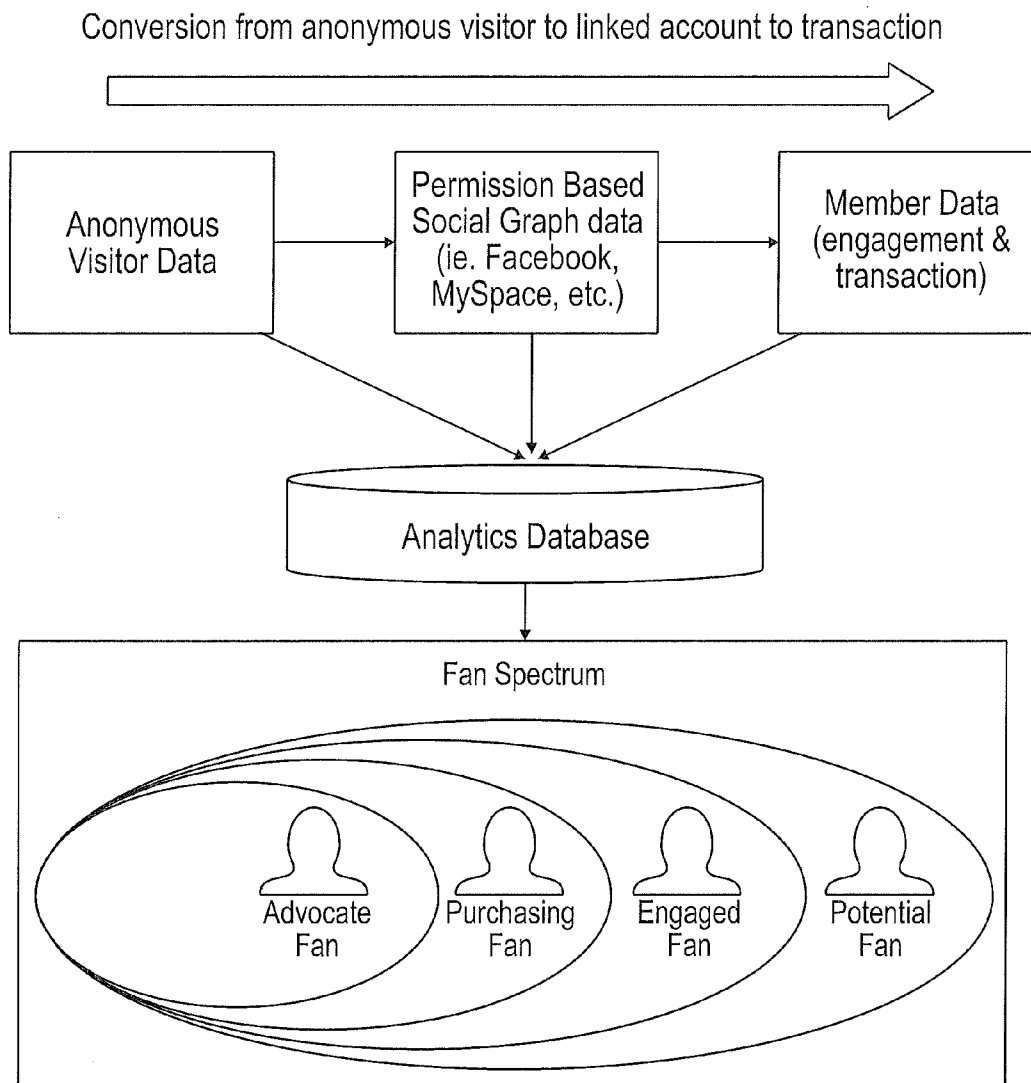 Conversion from anonymous visitor to linked account to transaction
Anonymous
Visitor Data
Permission Based
Social Graph data
(ie. Facebook,
MySpace, etc.)
Member Data
(engagement &
transaction)
Analytics Database
Fan Spectrum
Advocate
Fan
Purchasing
Fan
Engaged
Fan
Potential
Fan